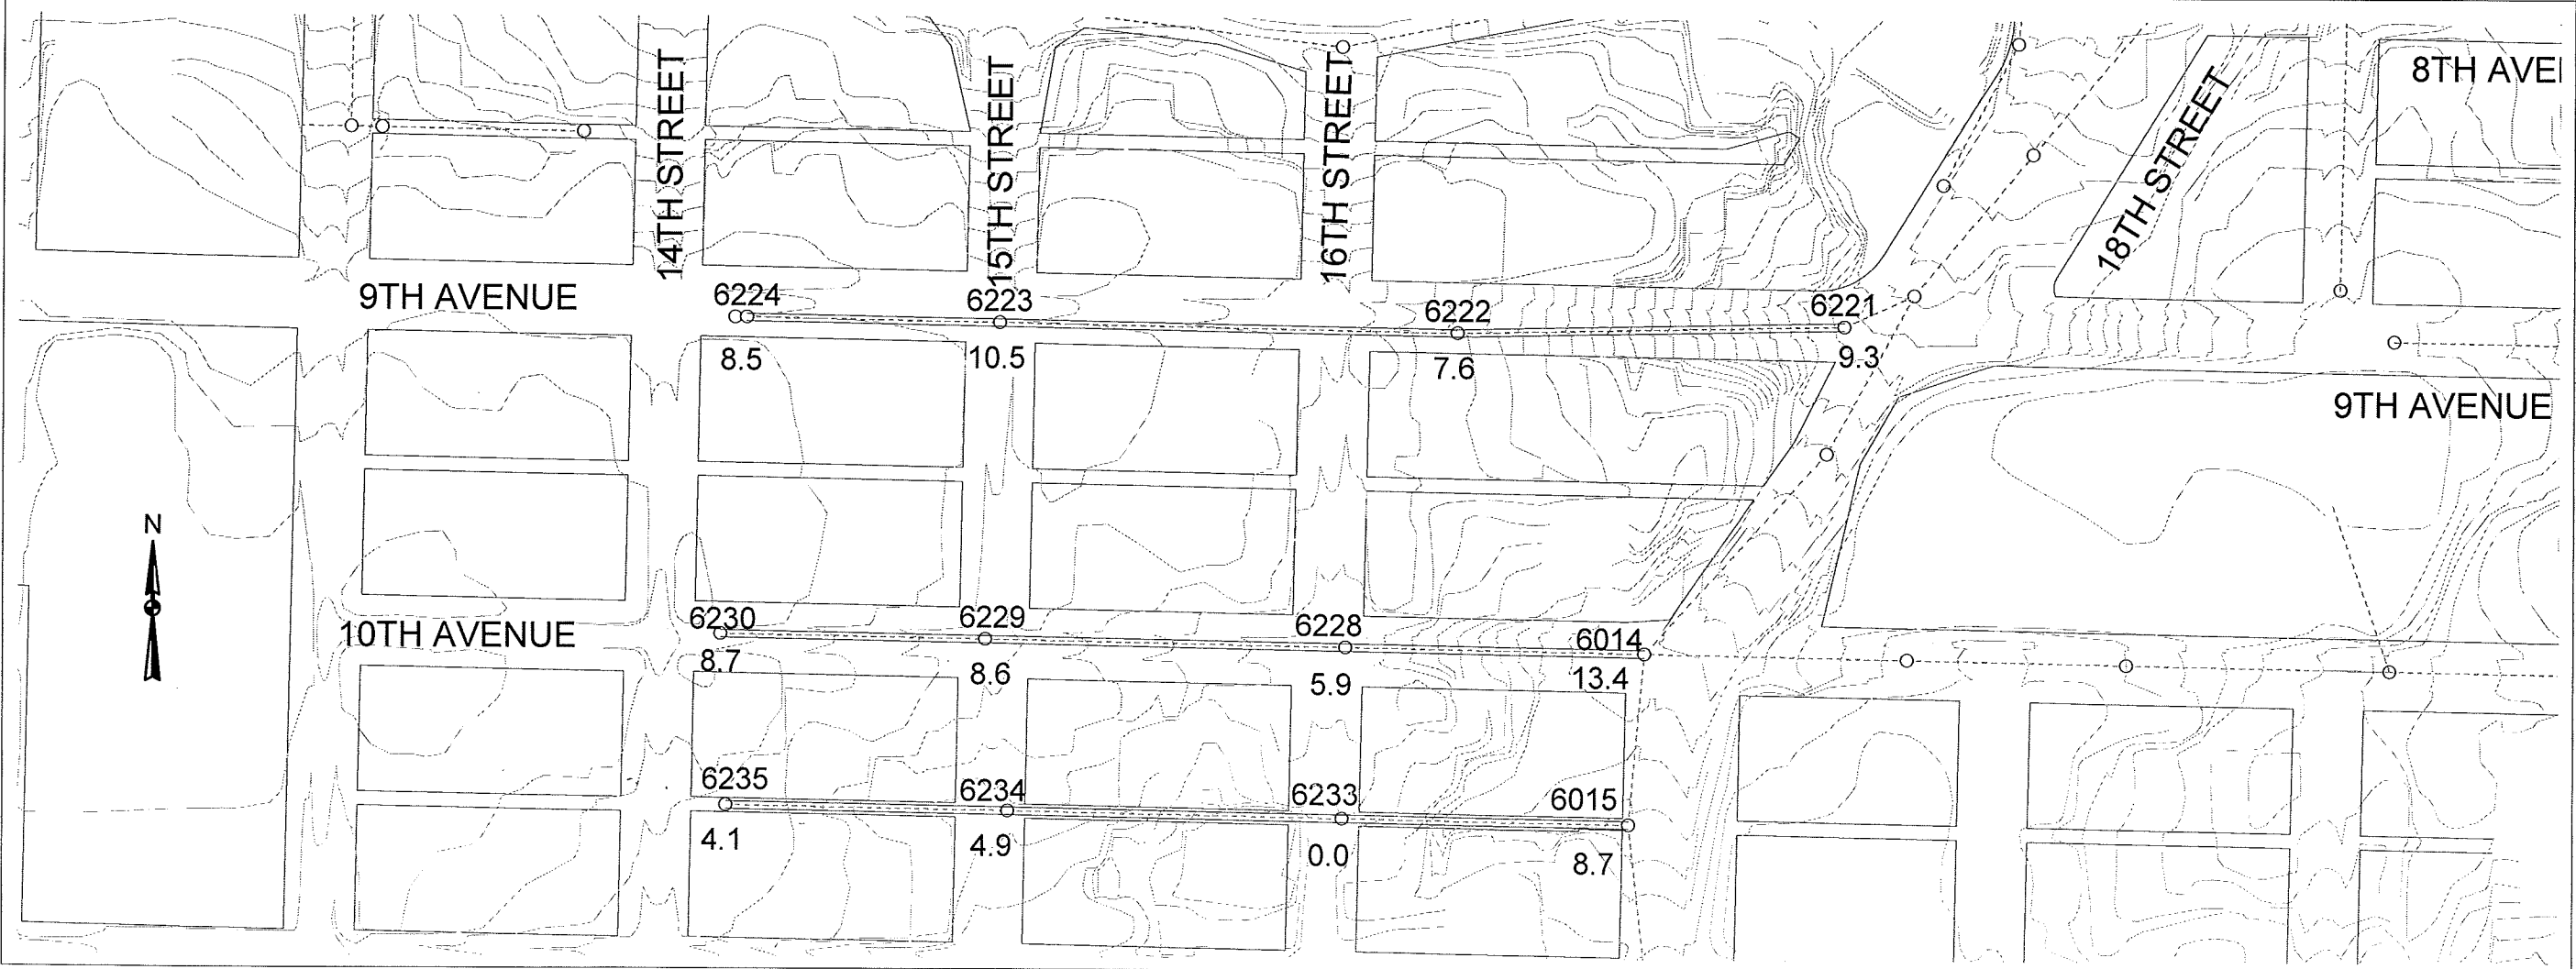 8TH AVE
14TH STREET
15TH STREET
16TH STREET
18TH STREET
9TH AVENUE
6224
6223
6222
6221
8.5
10.5
7.6
9.3
9TH AVENUE
N
10TH AVENUE
6230
6229
6228
6014
8.7
8.6
5.9
13.4
6235
6234
6233
6015
4.1
4.9
0.0
8.7